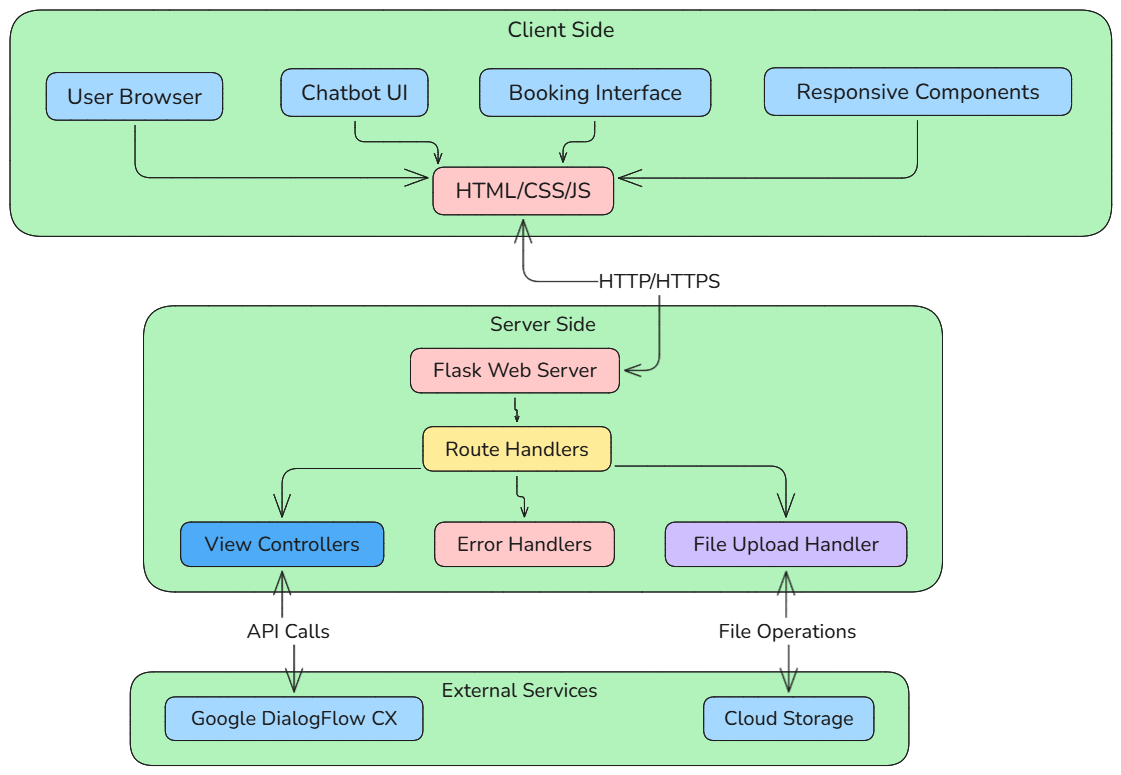 Client Side
User Browser
Chatbot UI
Booking Interface
Responsive Components
HTML/CSS/JS
HTTP/HTTPS
Server Side
Flask Web Server
Route Handlers
View Controllers
Error Handlers
File Upload Handler
API Calls
File Operations
External Services
Google DialogFlow CX
Cloud Storage